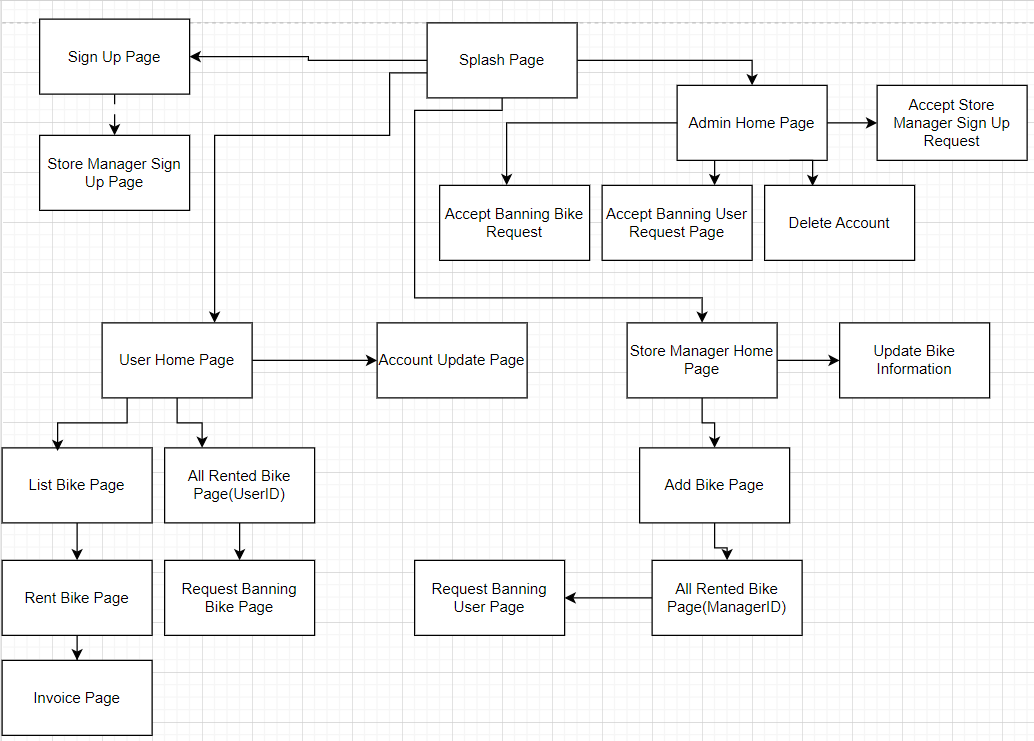 Sign Up Page
Splash Page
Admin Home Page
Accept Store
Manager Sign Up
Request
Store Manager Sign
Up Page
Accept Banning Bike
Request
Accept Banning User
Request Page
Delete Account
User Home Page
Account Update Page
Store Manager Home
Page
Update Bike
Information
List Bike Page
All Rented Bike
Page(UserID)
Add Bike Page
Rent Bike Page
Request Banning
Bike Page
Request Banning
User Page
All Rented Bike
Page(ManagerID)
Invoice Page